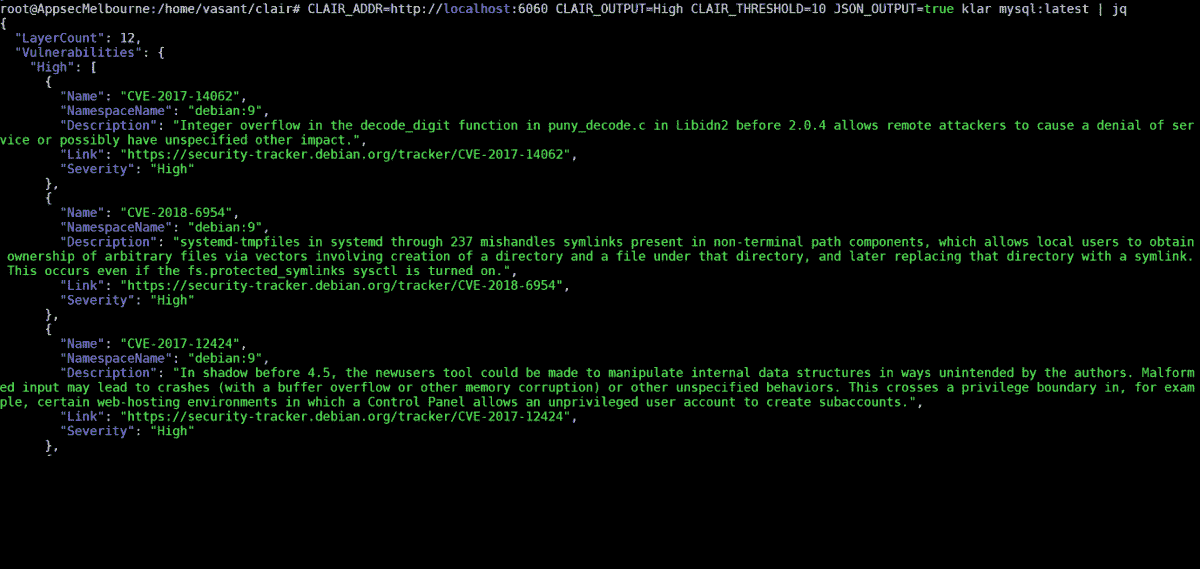 root@AppsecMelbourne:/home/vasant/clair# CLAIR_ADDR=http://localhost:6060 CLAIR_OUTPUT=High CLAIR_THRESHOLD=10 JSON_OUTPUT=true klar mysql:latest | jq
{
  "LayerCount": 12,
  "Vulnerabilities": {
    "High": [
      {
        "Name": "CVE-2017-14062",
        "NamespaceName": "debian:9",
        "Description": "Integer overflow in the decode_digit function in puny_decode.c in Libidn2 before 2.0.4 allows remote attackers to cause a denial of ser
vice or possibly have unspecified other impact.",
        "Link": "https://security-tracker.debian.org/tracker/CVE-2017-14062",
        "Severity": "High"
      },
      {
        "Name": "CVE-2018-6954",
        "NamespaceName": "debian:9",
        "Description": "systemd-tmpfiles in systemd through 237 mishandles symlinks present in non-terminal path components, which allows local users to obtain
 ownership of arbitrary files via vectors involving creation of a directory and a file under that directory, and later replacing that directory with a symlink.
 This occurs even if the fs.protected_symlinks sysctl is turned on.",
        "Link": "https://security-tracker.debian.org/tracker/CVE-2018-6954",
        "Severity": "High"
      },
      {
        "Name": "CVE-2017-12424",
        "NamespaceName": "debian:9",
        "Description": "In shadow before 4.5, the newusers tool could be made to manipulate internal data structures in ways unintended by the authors. Malform
ed input may lead to crashes (with a buffer overflow or other memory corruption) or other unspecified behaviors. This crosses a privilege boundary in, for exam
ple, certain web-hosting environments in which a Control Panel allows an unprivileged user account to create subaccounts.",
        "Link": "https://security-tracker.debian.org/tracker/CVE-2017-12424",
        "Severity": "High"
      },